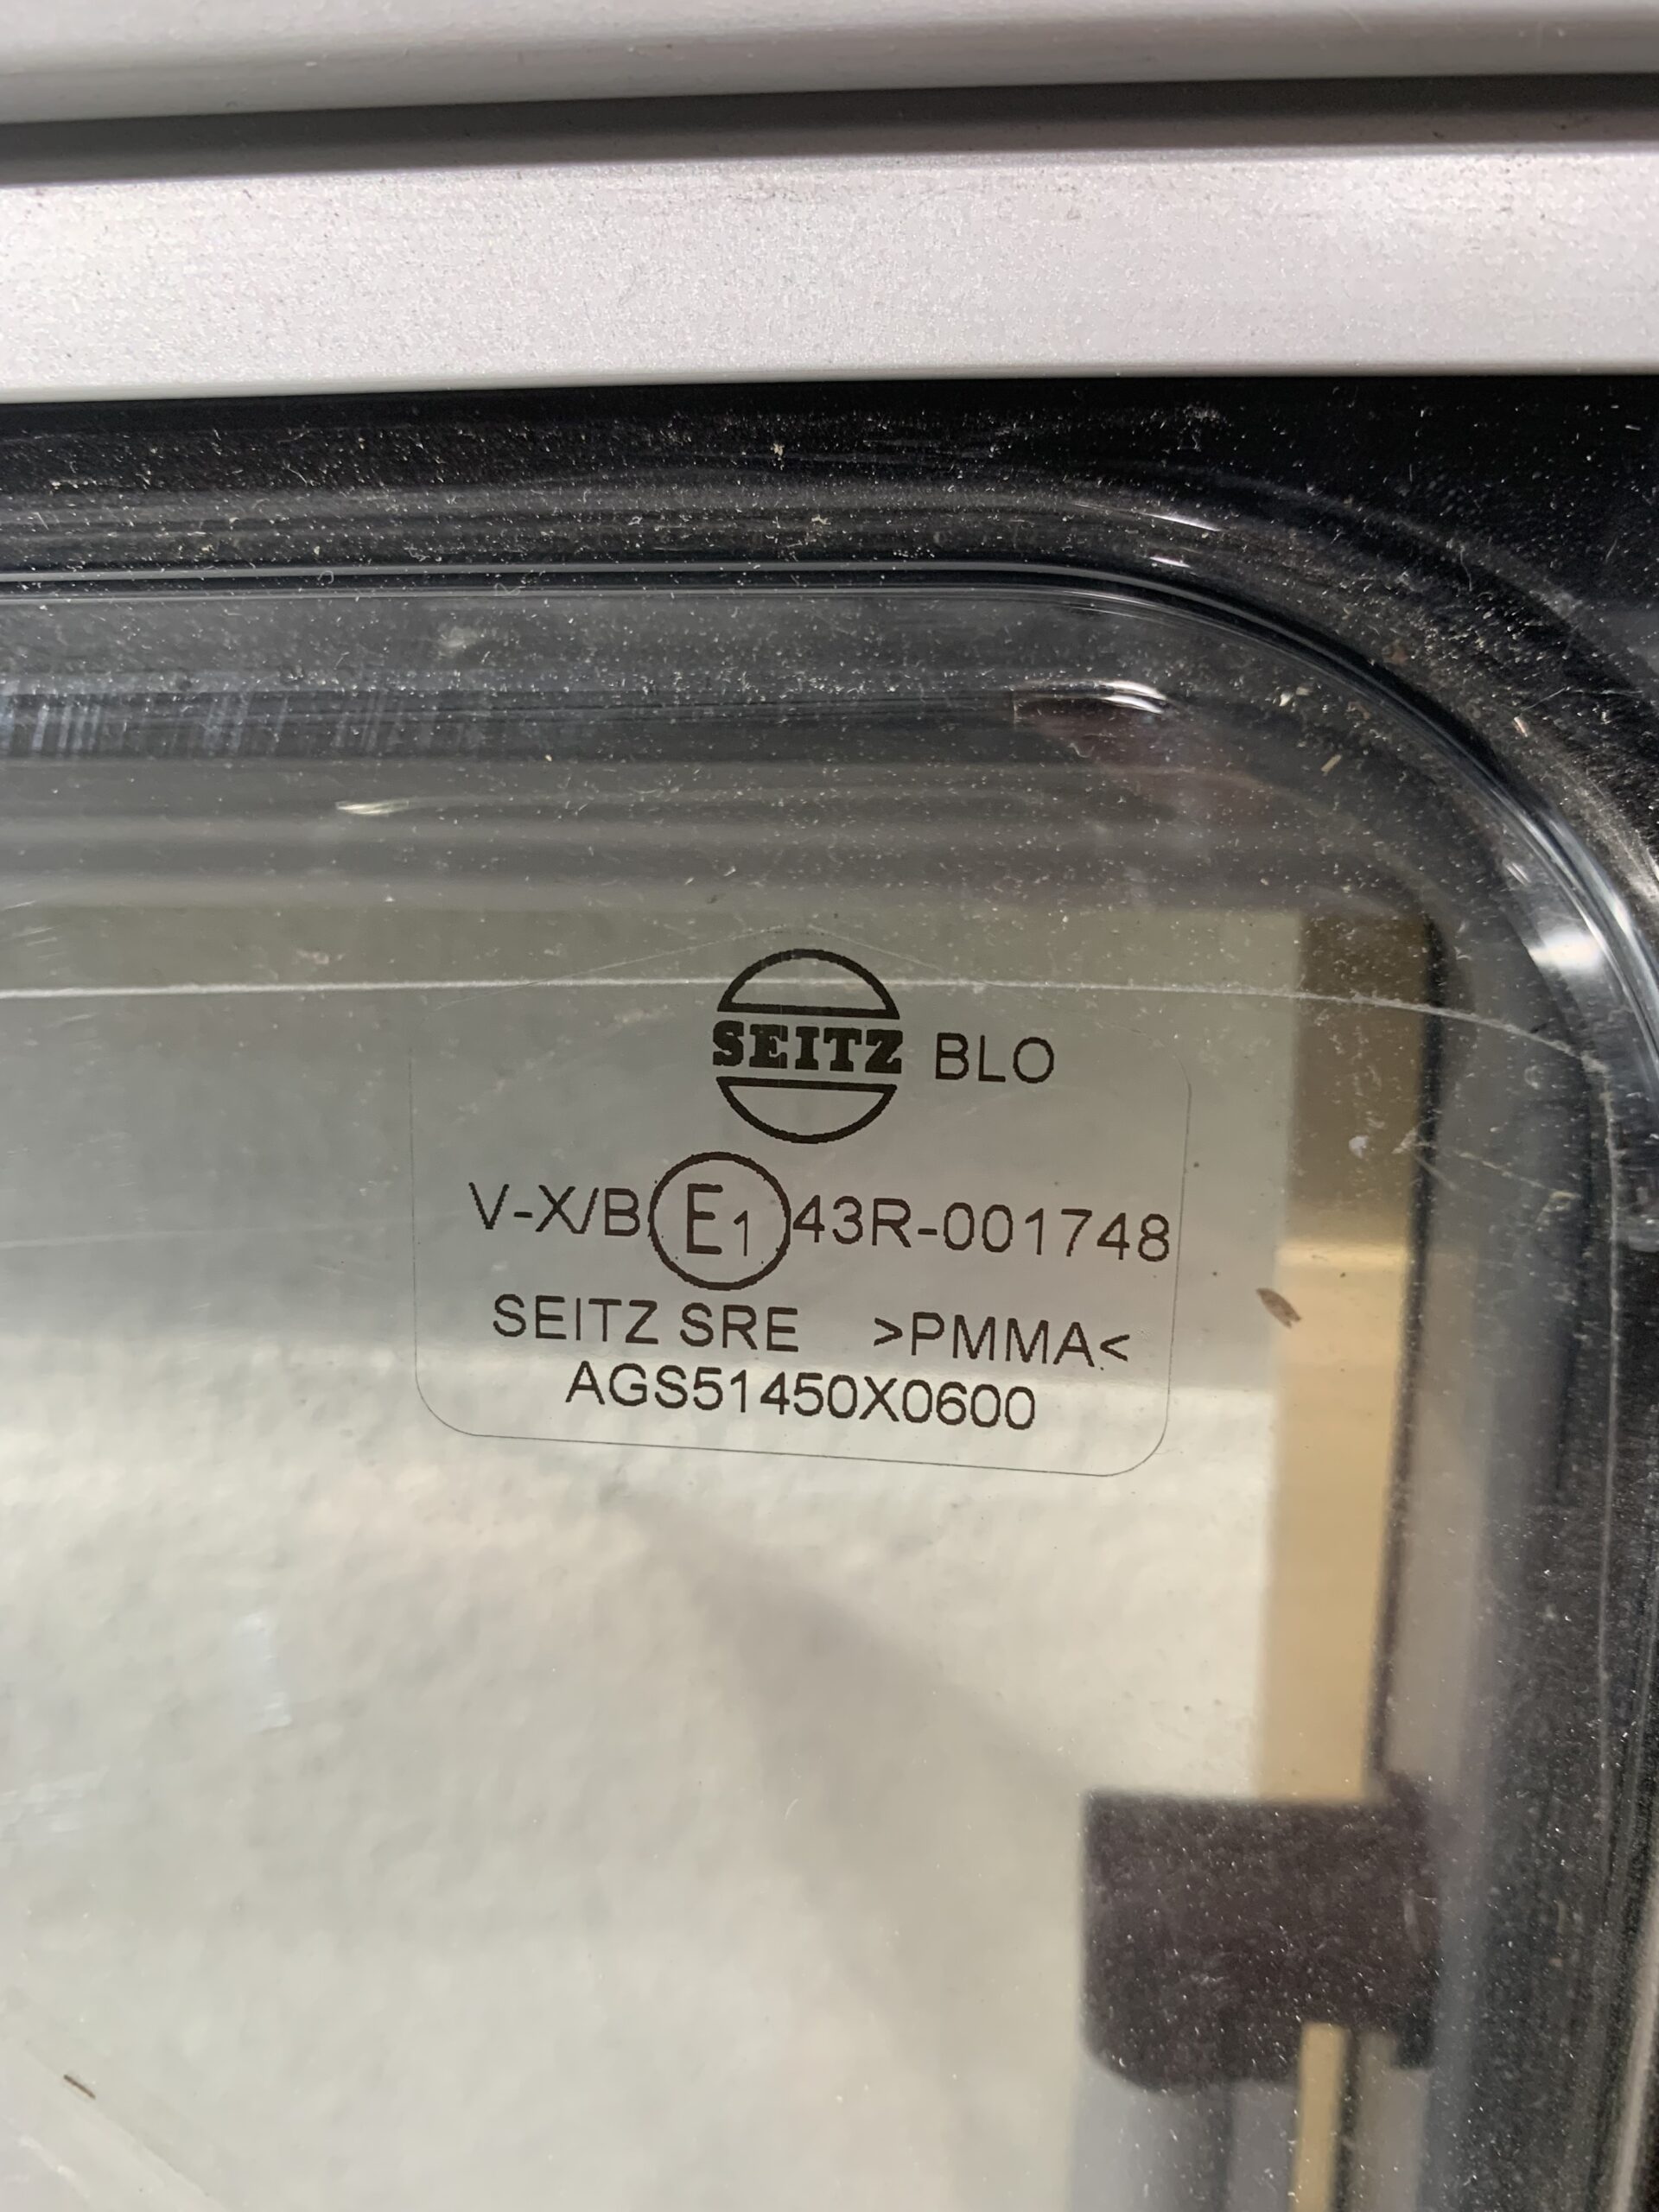 SEITZ BLO
V-X/B E1 43R-001748
SEITZ SRE >PMMA<
AGS51450X0600